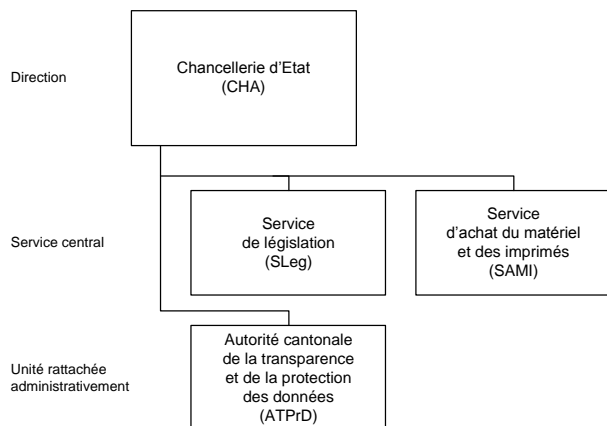 Direction
Chancellerie d'Etat
(CHA)
Service central
Service
de législation
(SLeg)
Service
d'achat du matériel
et des imprimés
(SAMI)
Unité rattachée
administrativement
Autorité cantonale
de la transparence
et de la protection
des données
(ATPrD)